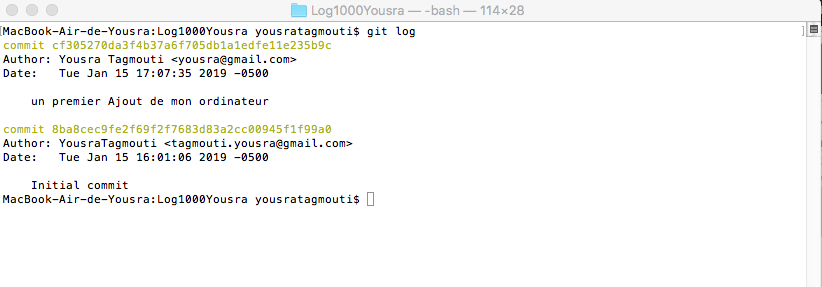 Log1000Yousra — -bash — 114×28
[MacBook-Air-de-Yousra:Log1000Yousra yousratagmouti$ git log ]
commit cf305270da3f4b37a6f705db1a1edfe11e235b9c
Author: Yousra Tagmouti <yousra@gmail.com>
Date:   Tue Jan 15 17:07:35 2019 -0500
    un premier Ajout de mon ordinateur
commit 8ba8cec9fe2f69f2f7683d83a2cc00945f1f99a0
Author: YousraTagmouti <tagmouti.yousra@gmail.com>
Date:   Tue Jan 15 16:01:06 2019 -0500
    Initial commit
MacBook-Air-de-Yousra:Log1000Yousra yousratagmouti$